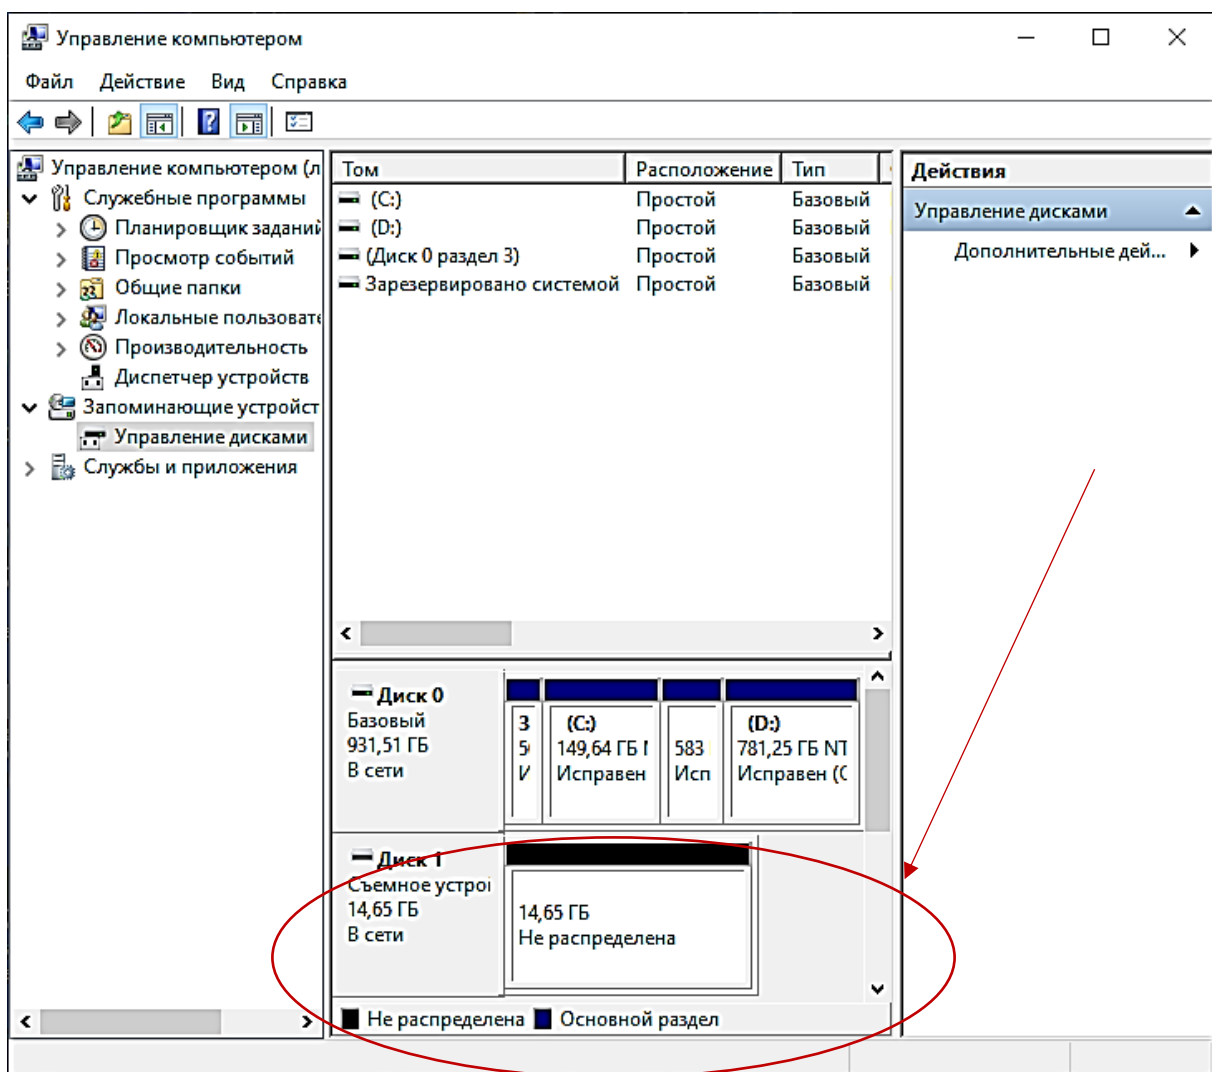 Управление компьютером
Файл Действие Вид Справка
Управление компьютером (л
Служебные программы
Планировщик заданий
Просмотр событий
Общие папки
Локальные пользовате
Производительность
Диспетчер устройств
Запоминающие устройст
Управление дисками
Службы и приложения
Том Расположение Тип
(C:) Простой Базовый
(D:) Простой Базовый
(Диск 0 раздел 3) Простой Базовый
Зарезервировано системой Простой Базовый
Действия
Управление дисками
Дополнительные дей...
Диск 0
Базовый
931,51 ГБ
В сети
3
5
И
(C:)
149,64 ГБ
Исправен
583
Исп
(D:)
781,25 ГБ NT
Исправен (С
Диск 1
Съемное устрой
14,65 ГБ
В сети
14,65 ГБ
Не распределена
Не распределена Основной раздел